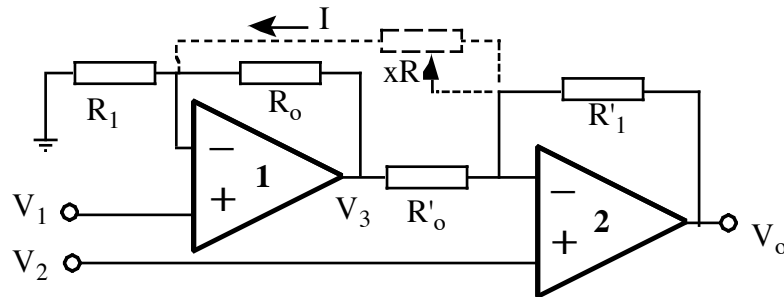 I
xR
R₁
Rₒ
R'₁
−
+
1
V₁
V₃
R'ₒ
−
+
2
V₂
Vₒ